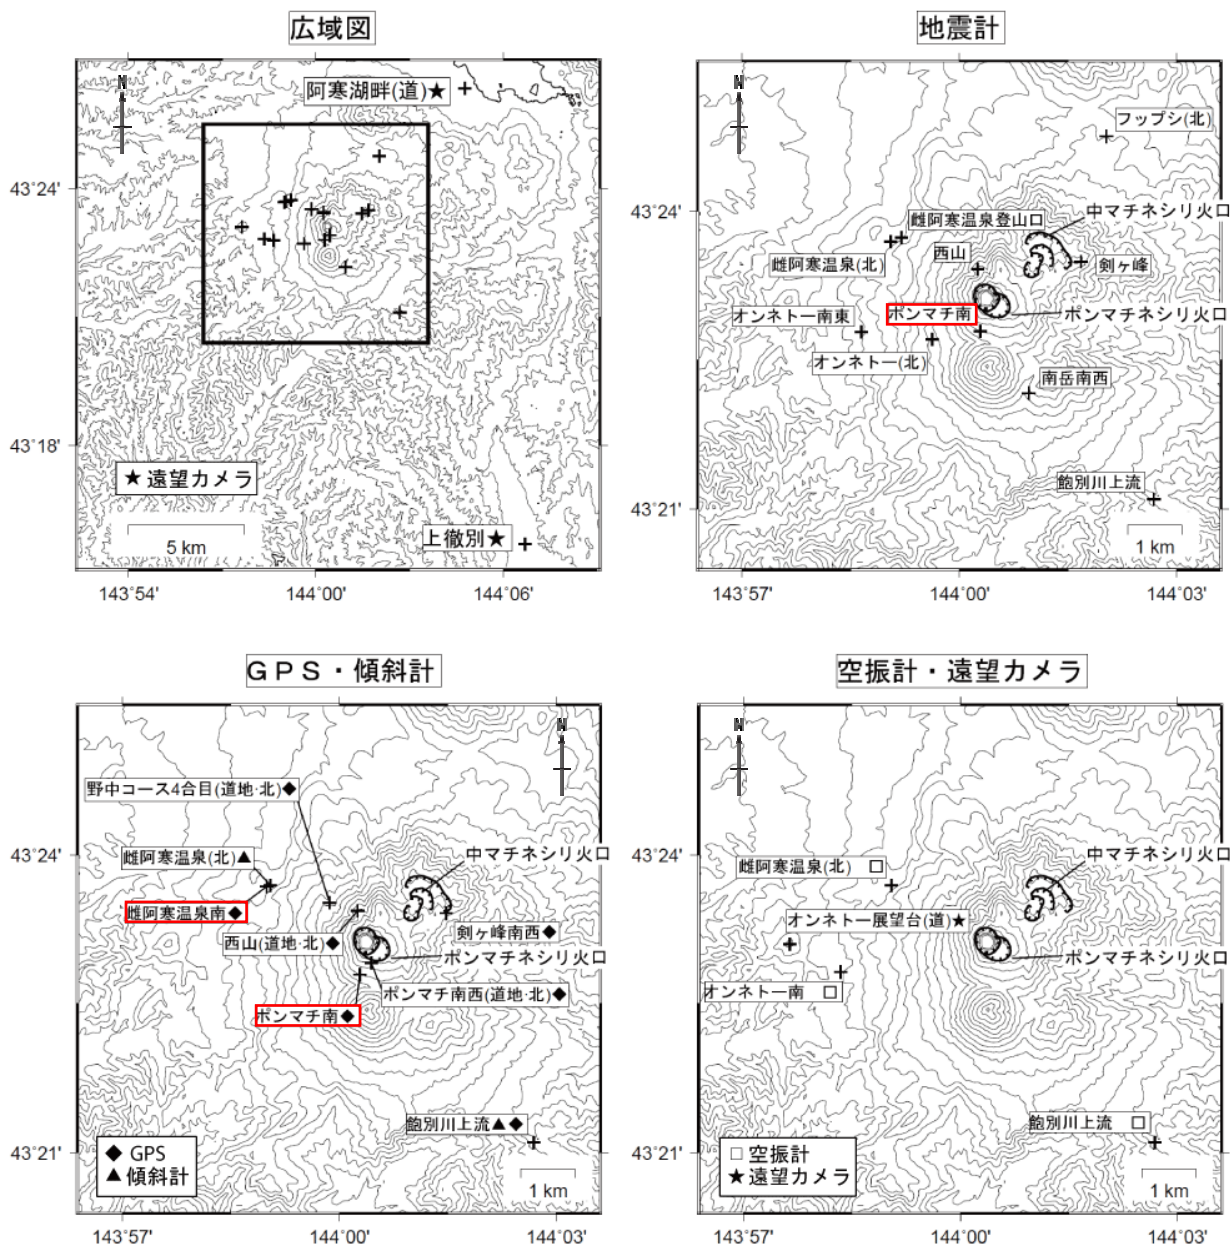 広域図
N
阿寒湖畔(道)★
43°24'
43°18'
★遠望カメラ
5 km
上徹別★
143°54'
144°00'
144°06'
地震計
N
フップシ(北)
43°24'
雌阿寒温泉登山口
中マチネシリ火口
雌阿寒温泉(北)
西山
剣ヶ峰
オンネトー南東
ポンマチ南
ポンマチネシリ火口
オンネトー(北)
南岳南西
飽別川上流
43°21'
1 km
143°57'
144°00'
144°03'
GPS・傾斜計
N
野中コース4合目(道地·北)◆
43°24'
雌阿寒温泉(北)▲
中マチネシリ火口
雌阿寒温泉南◆
西山(道地·北)◆
剣ヶ峰南西◆
ポンマチネシリ火口
ポンマチ南西(道地·北)◆
ポンマチ南◆
飽別川上流▲◆
◆ GPS
▲傾斜計
43°21'
1 km
143°57'
144°00'
144°03'
空振計・遠望カメラ
N
43°24'
雌阿寒温泉(北) □
中マチネシリ火口
オンネトー展望台(道)★
ポンマチネシリ火口
オンネトー南 □
飽別川上流 □
□ 空振計
★遠望カメラ
43°21'
1 km
143°57'
144°00'
144°03'